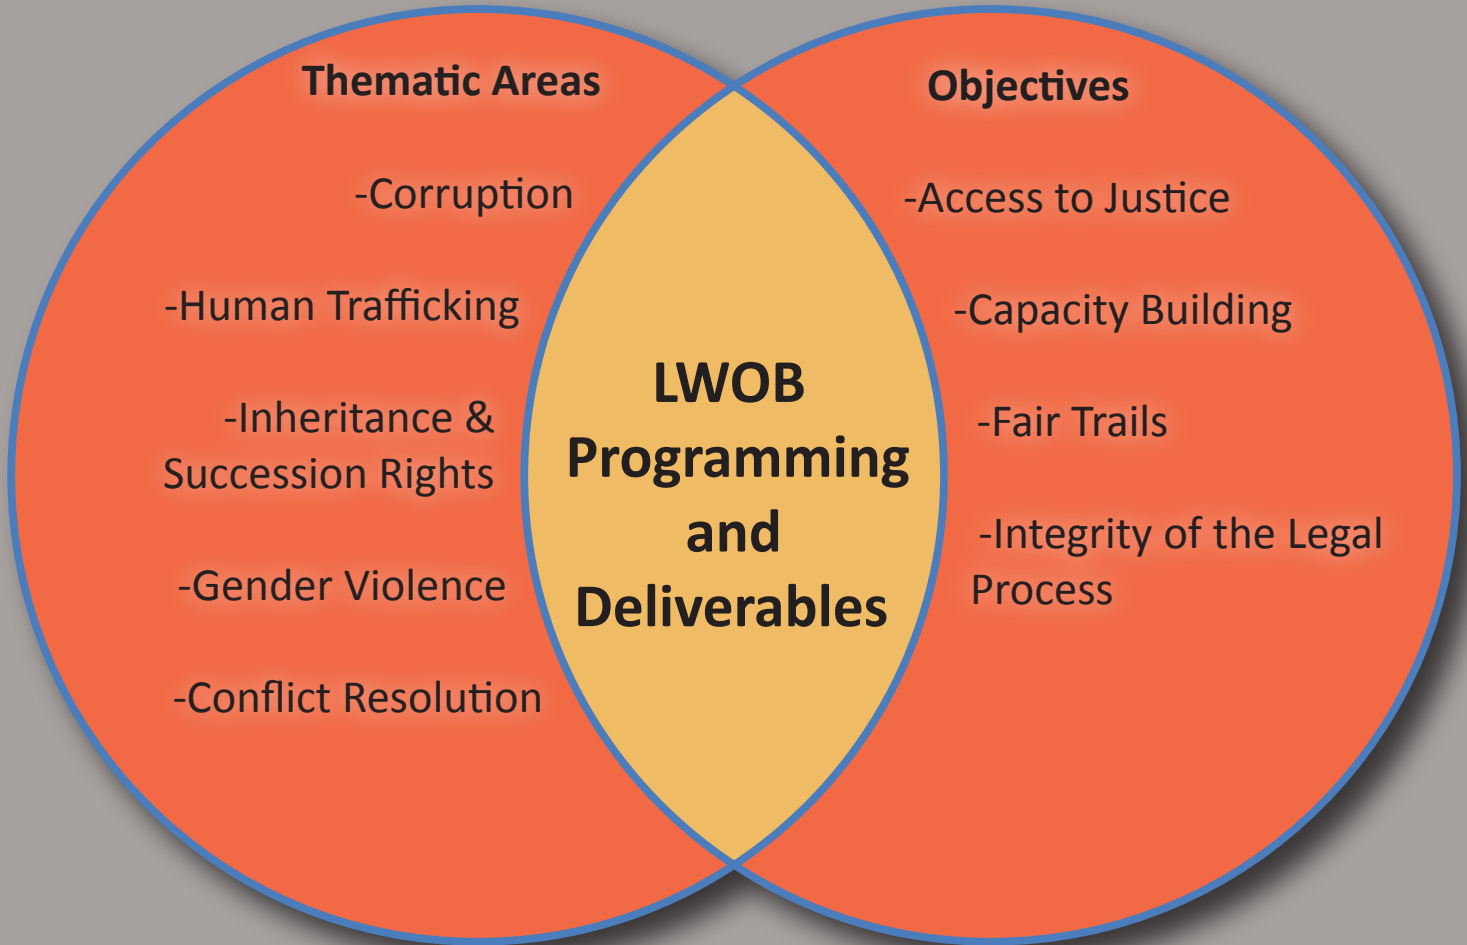 Thematic Areas
-Corruption
-Human Trafficking
-Inheritance &
Succession Rights
-Gender Violence
-Conflict Resolution
LWOB
Programming
and
Deliverables
Objectives
-Access to Justice
-Capacity Building
-Fair Trails
-Integrity of the Legal
Process